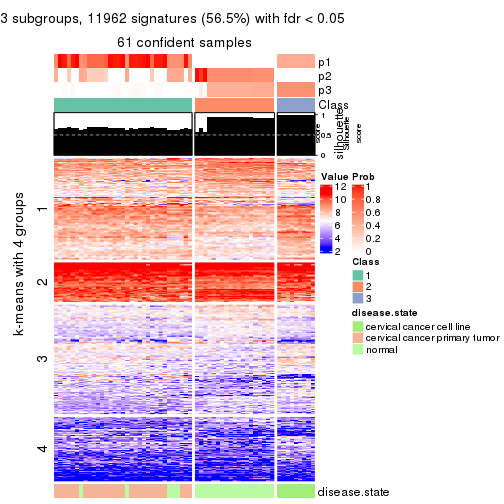 3 subgroups, 11962 signatures (56.5%) with fdr < 0.05
61 confident samples
p1
p2
p3
Class
1
0.5
0
silhouette
score
Silhouette
score
k-means with 4 groups
1
2
3
4
disease.state
Value
12
10
8
6
4
2
Prob
1
0.8
0.6
0.4
0.2
0
Class
1
2
3
disease.state
cervical cancer cell line
cervical cancer primary tumor
normal